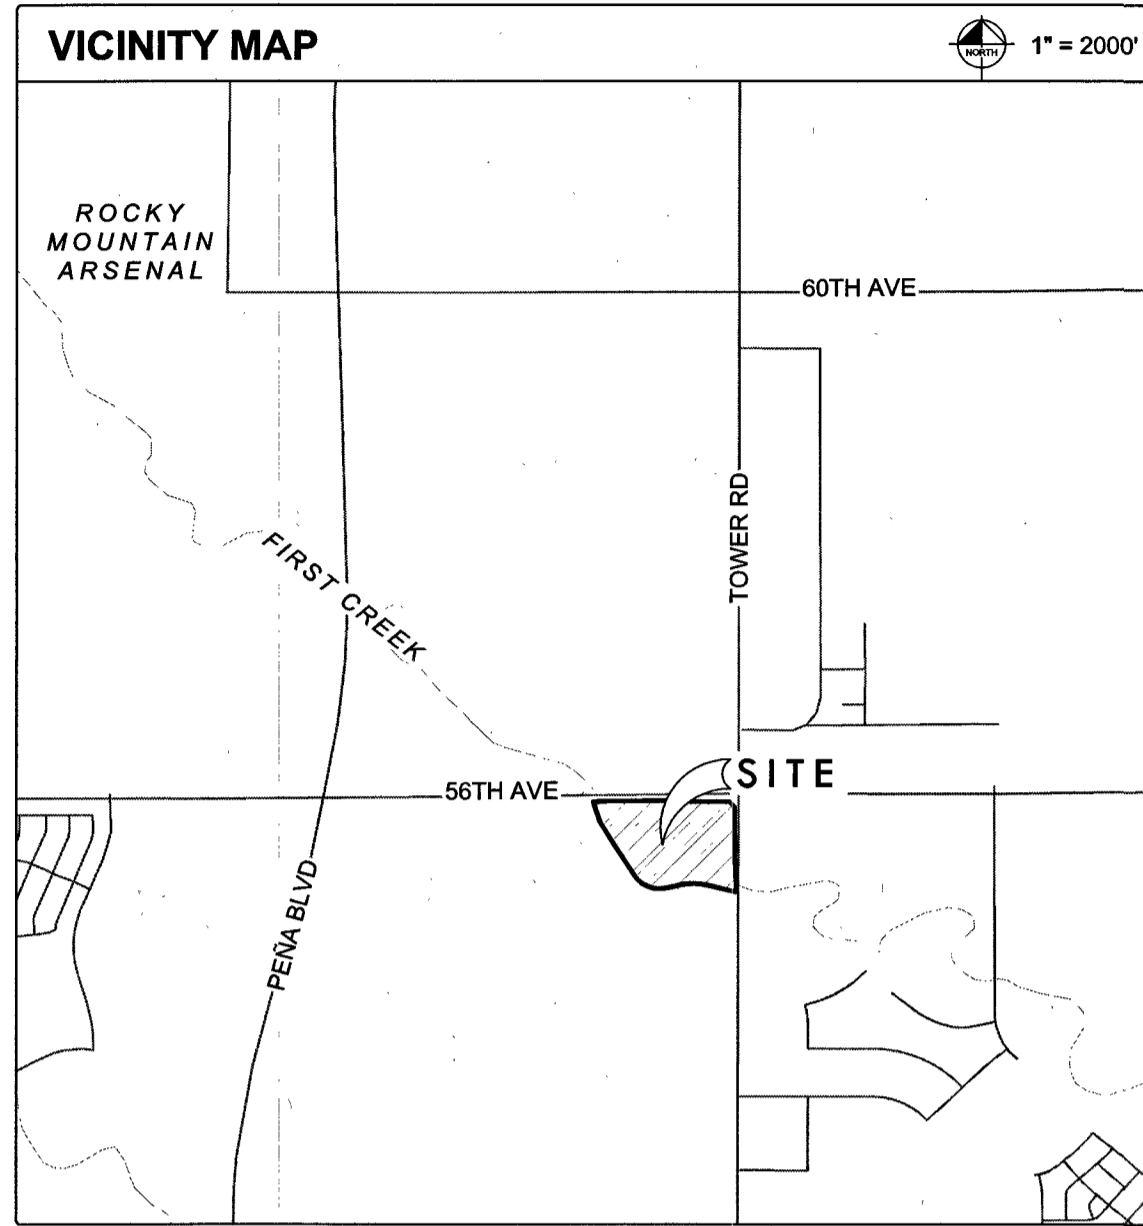 VICINITY MAP
NORTH
1" = 2000'
ROCKY
MOUNTAIN
ARSENAL
60TH AVE
TOWER RD
FIRST CREEK
SITE
56TH AVE
PEÑA BLVD